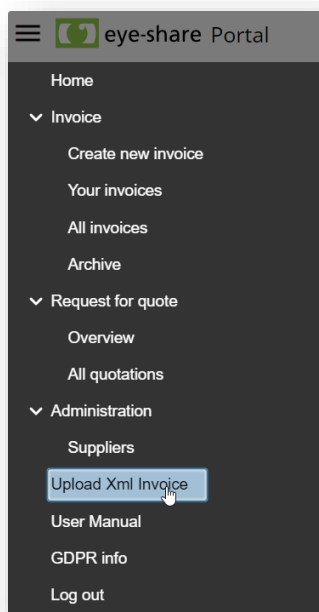 eye-share Portal
Home
Invoice
Create new invoice
Your invoices
All invoices
Archive
Request for quote
Overview
All quotations
Administration
Suppliers
Upload Xml Invoice
User Manual
GDPR info
Log out